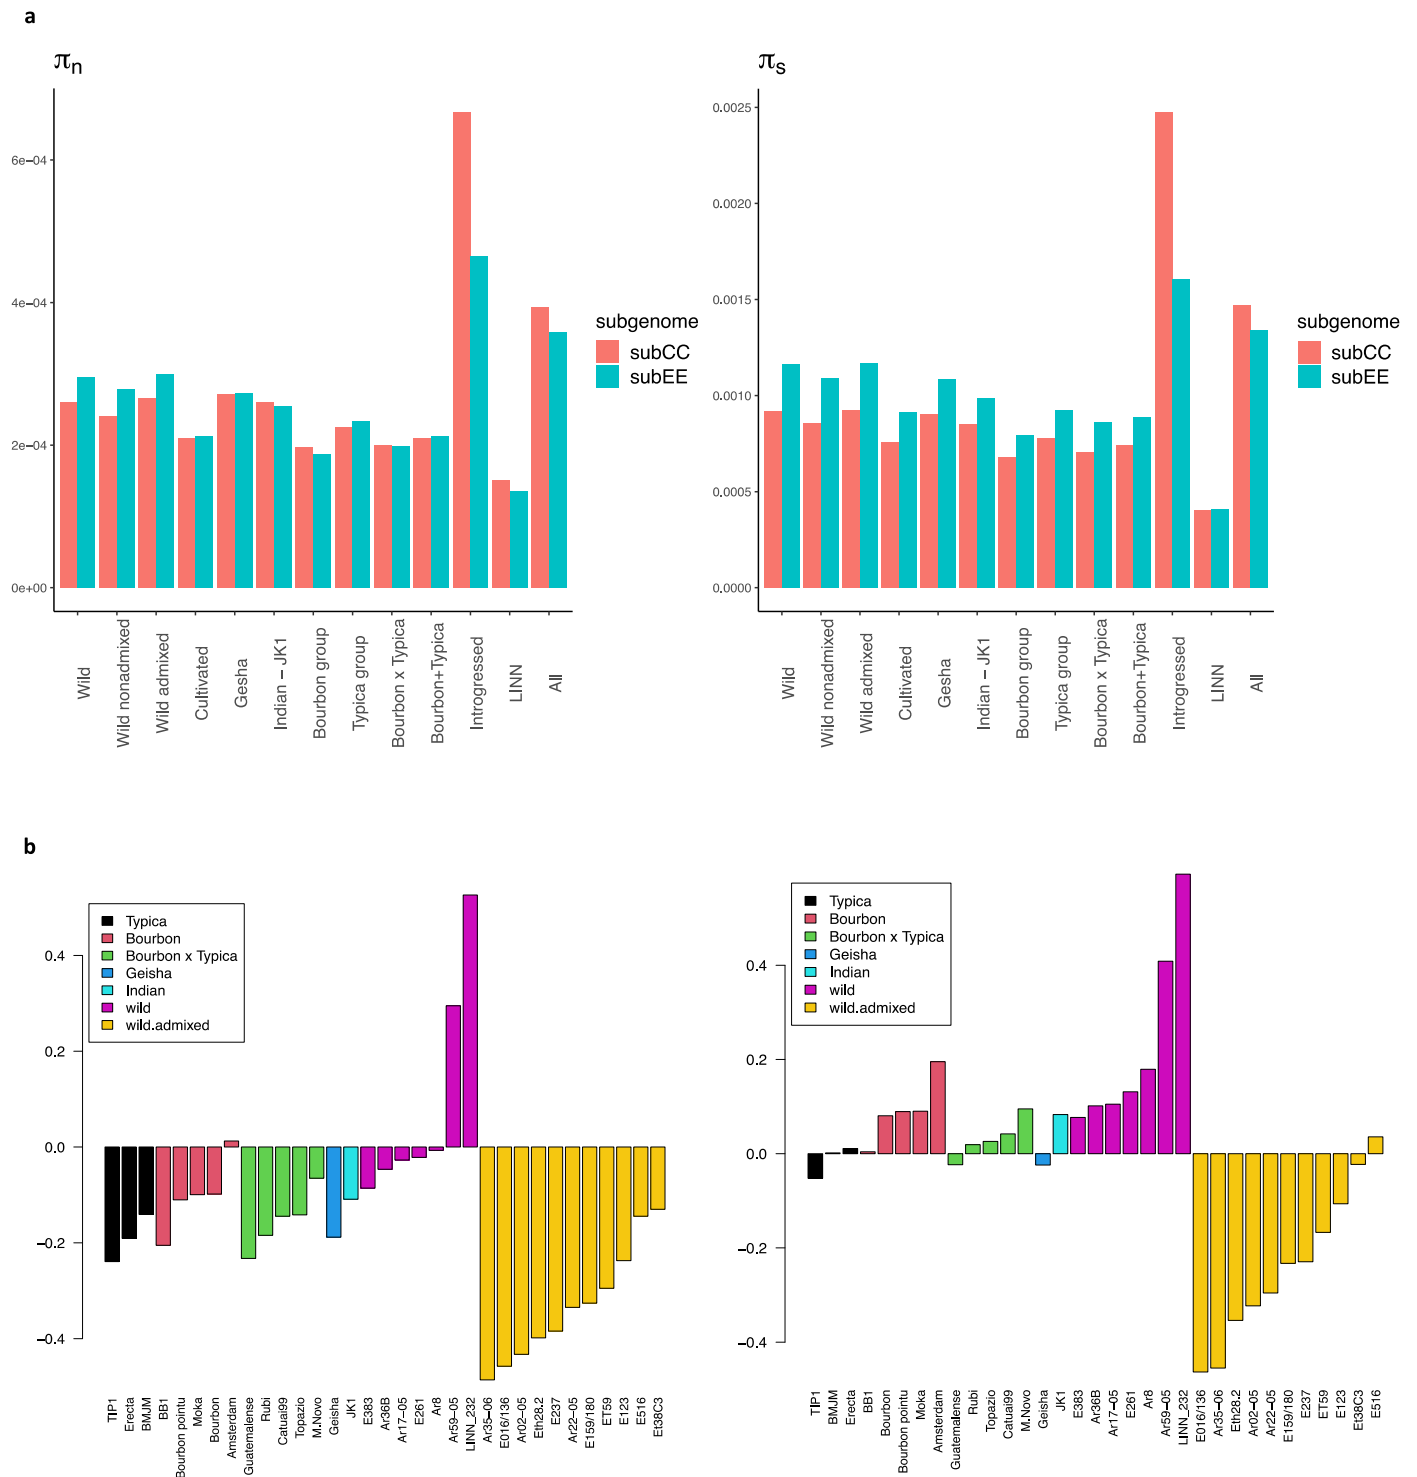 a
πn
πs
6e−04
4e−04
2e−04
0e+00
Wild
Wild nonadmixed
Wild admixed
Cultivated
Gesha
Indian − JK1
Bourbon group
Typica group
Bourbon x Typica
Bourbon+Typica
Introgressed
LINN
All
subgenome
subCC
subEE
0.0025
0.0020
0.0015
0.0010
0.0005
0.0000
Wild
Wild nonadmixed
Wild admixed
Cultivated
Gesha
Indian − JK1
Bourbon group
Typica group
Bourbon x Typica
Bourbon+Typica
Introgressed
LINN
All
subgenome
subCC
subEE
b
Typica
Bourbon
Bourbon x Typica
Geisha
Indian
wild
wild.admixed
0.4
0.2
0.0
−0.2
−0.4
TIP1
Erecta
BMJM
BB1
Bourbon pointu
Moka
Bourbon
Amsterdam
Guatemalense
Rubi
Catuai99
Topazio
M.Novo
Geisha
JK1
E383
Ar36B
Ar17−05
E261
Ar8
Ar59−05
LINN_232
Ar35−06
E016/136
Ar02−05
Eth28.2
E237
Ar22−05
E159/180
ET59
E123
E516
Et38C3
Typica
Bourbon
Bourbon x Typica
Geisha
Indian
wild
wild.admixed
0.4
0.2
0.0
−0.2
−0.4
TIP1
BMJM
Erecta
BB1
Bourbon
Bourbon pointu
Moka
Amsterdam
Guatemalense
Rubi
Topazio
Catuai99
M.Novo
Geisha
JK1
E383
Ar36B
Ar17−05
E261
Ar8
Ar59−05
LINN_232
E016/136
Ar35−06
Eth28.2
Ar02−05
Ar22−05
E159/180
E237
ET59
E123
Et38C3
E516